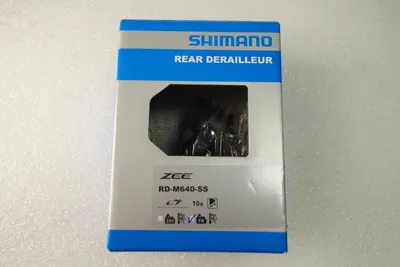 SHIMANO
REAR DERAILLEUR
ZEE
RD-M640-SS
10s